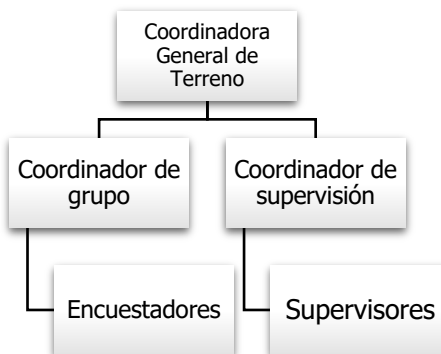 Coordinadora
General de
Terreno
Coordinador de
grupo
Coordinador de
supervisión
Encuestadores
Supervisores